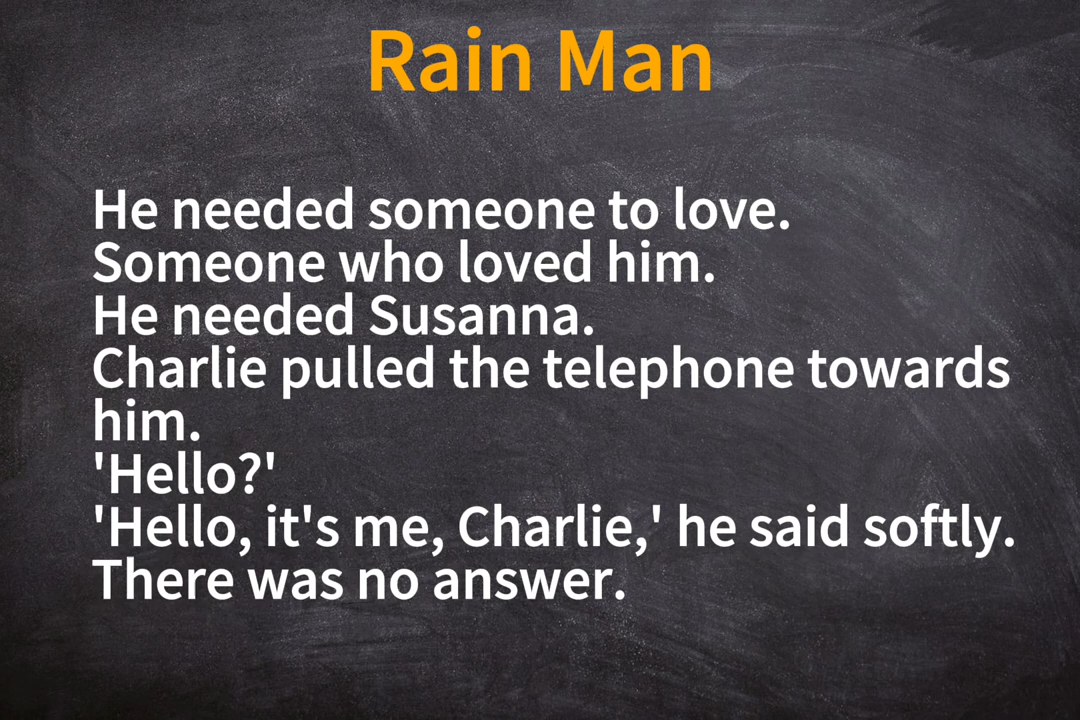 Rain Man
He needed someone to love.
Someone who loved him.
He needed Susanna.
Charlie pulled the telephone towards
him.
'Hello?'
'Hello, it's me, Charlie,' he said softly.
There was no answer.